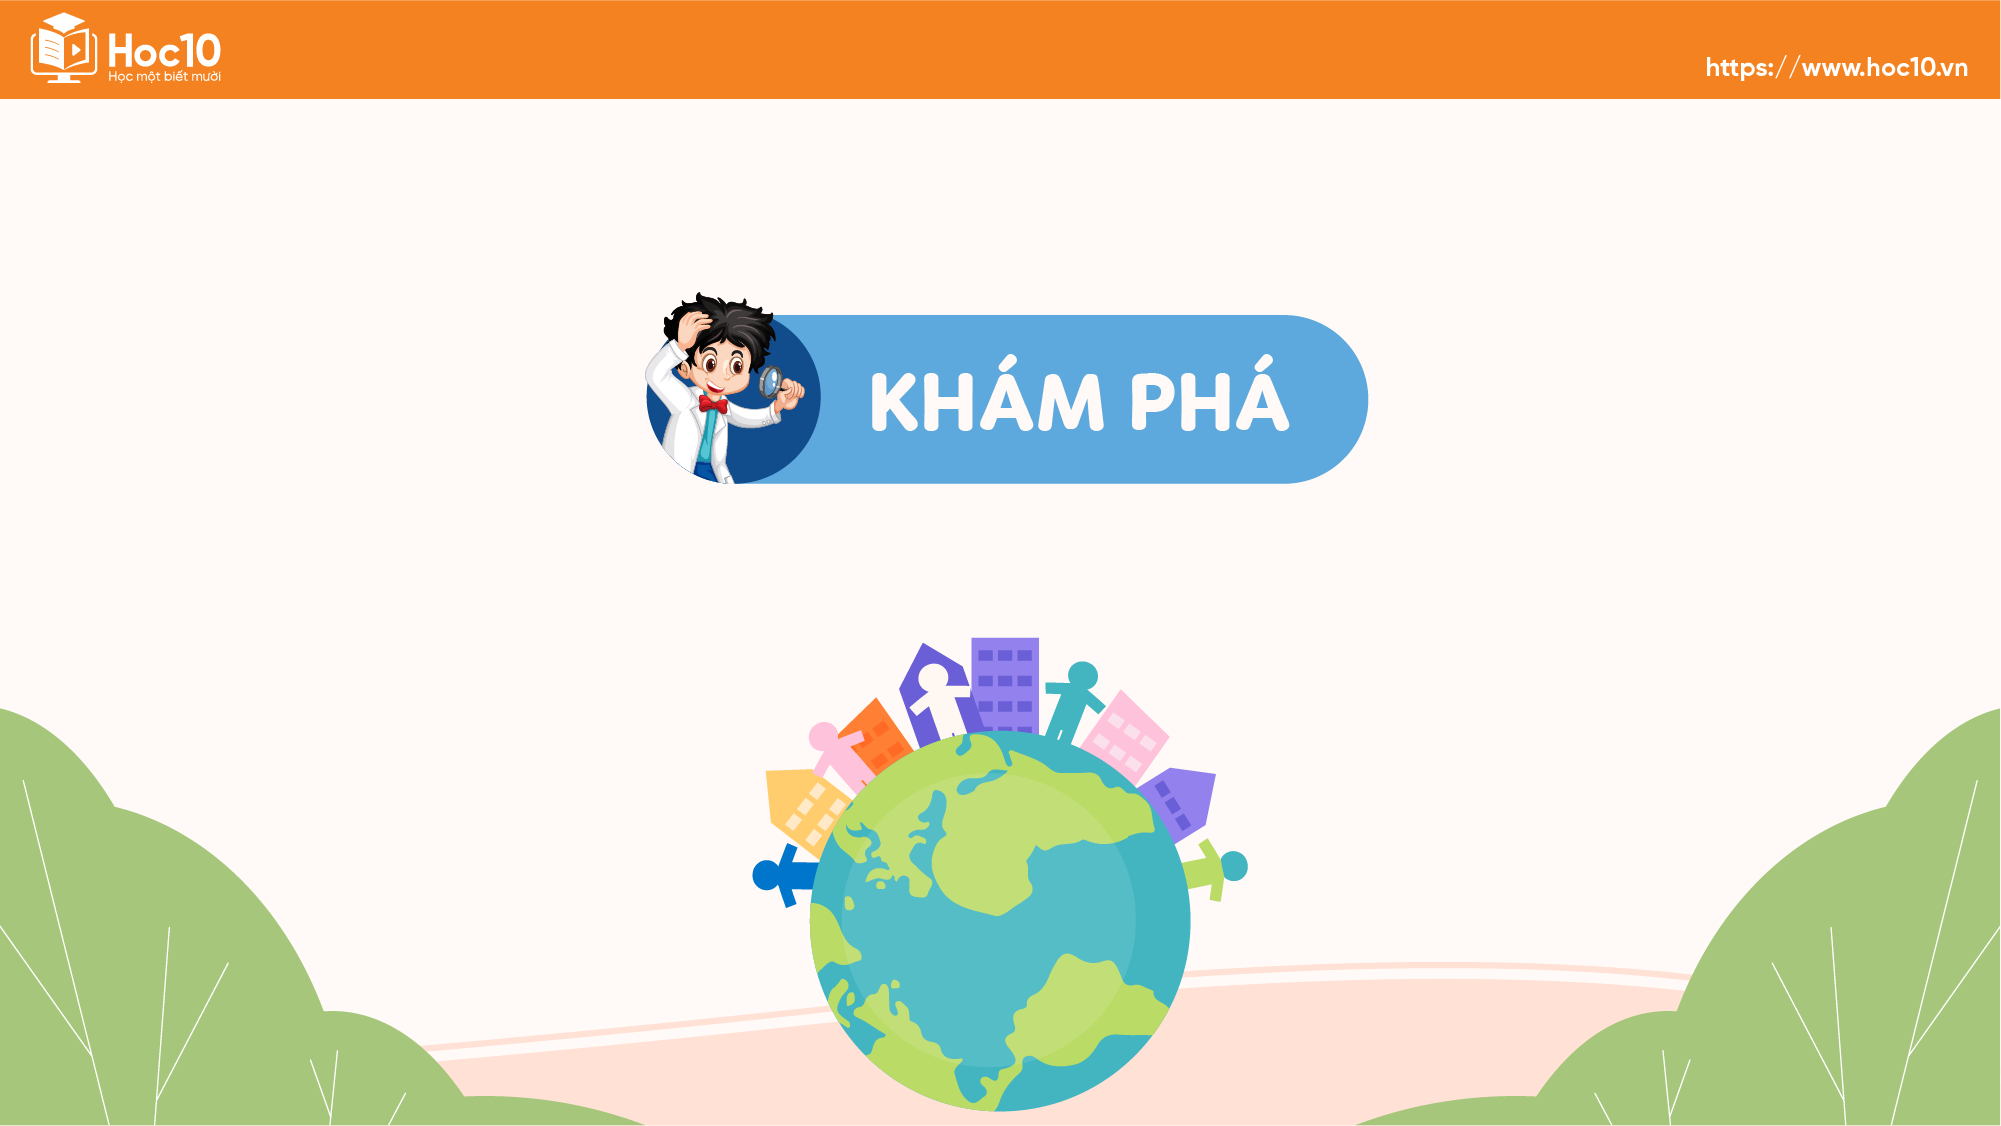 Hoc10
Học một biết mười
https://www.hoc10.vn
KHÁM PHÁ